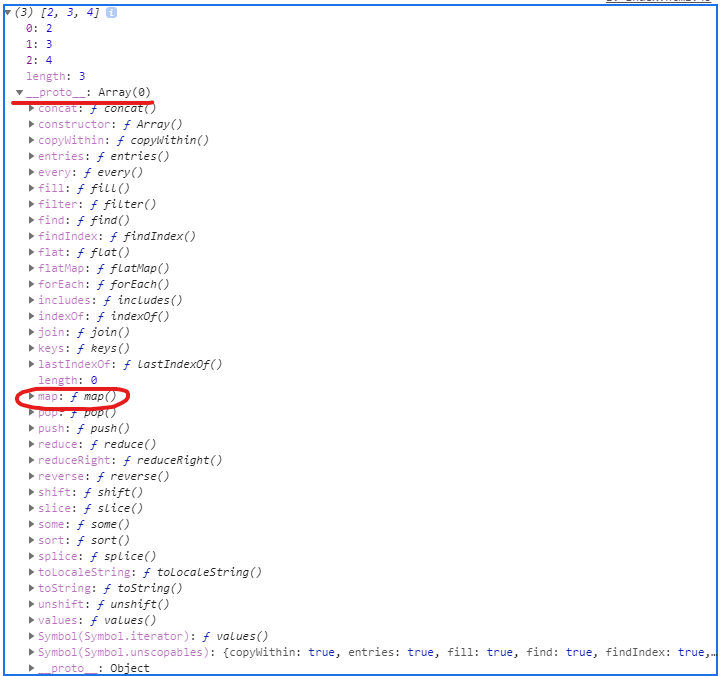 (3) [2, 3, 4] i
0: 2
1: 3
2: 4
length: 3
__proto__: Array(0)
concat: ƒ concat()
constructor: ƒ Array()
copyWithin: ƒ copyWithin()
entries: ƒ entries()
every: ƒ every()
fill: ƒ fill()
filter: ƒ filter()
find: ƒ find()
findIndex: ƒ findIndex()
flat: ƒ flat()
flatMap: ƒ flatMap()
forEach: ƒ forEach()
includes: ƒ includes()
indexOf: ƒ indexOf()
join: ƒ join()
keys: ƒ keys()
lastIndexOf: ƒ lastIndexOf()
length: 0
map: ƒ map()
pop: ƒ pop()
push: ƒ push()
reduce: ƒ reduce()
reduceRight: ƒ reduceRight()
reverse: ƒ reverse()
shift: ƒ shift()
slice: ƒ slice()
some: ƒ some()
sort: ƒ sort()
splice: ƒ splice()
toLocaleString: ƒ toLocaleString()
toString: ƒ toString()
unshift: ƒ unshift()
values: ƒ values()
Symbol(Symbol.iterator): ƒ values()
Symbol(Symbol.unscopables): {copyWithin: true, entries: true, fill: true, find: true, findIndex: true,…
__proto__: Object